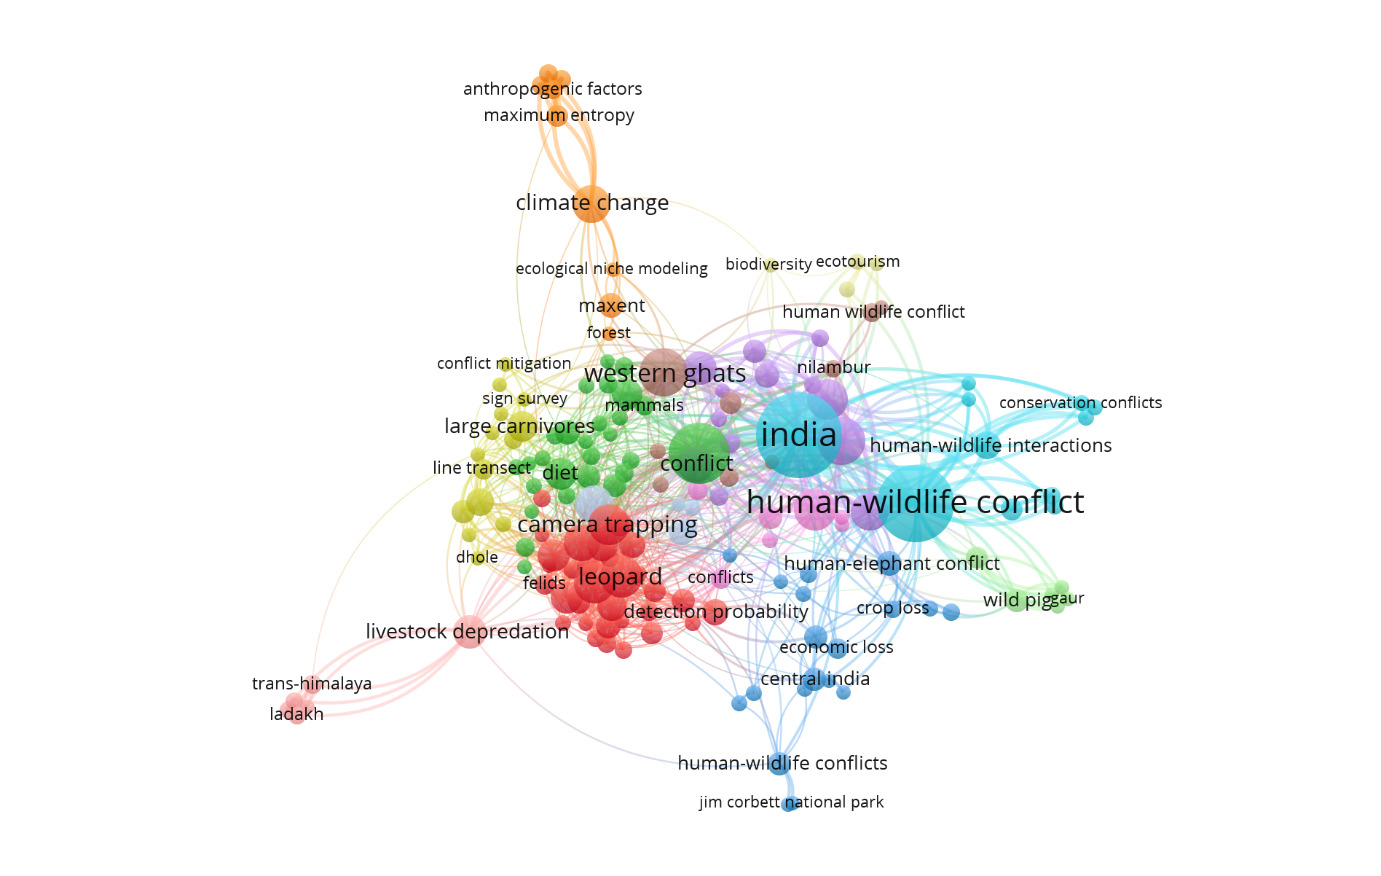 anthropogenic factors
maximum entropy
climate change
ecological niche modeling
biodiversity
ecotourism
maxent
human wildlife conflict
forest
conflict mitigation
western ghats
nilambur
sign survey
mammals
conservation conflicts
large carnivores
india
human-wildlife interactions
line transect
diet
conflict
human-wildlife conflict
camera trapping
dhole
felids
leopard
conflicts
human-elephant conflict
wild pig
gaur
detection probability
crop loss
livestock depredation
economic loss
trans-himalaya
central india
ladakh
human-wildlife conflicts
jim corbett national park